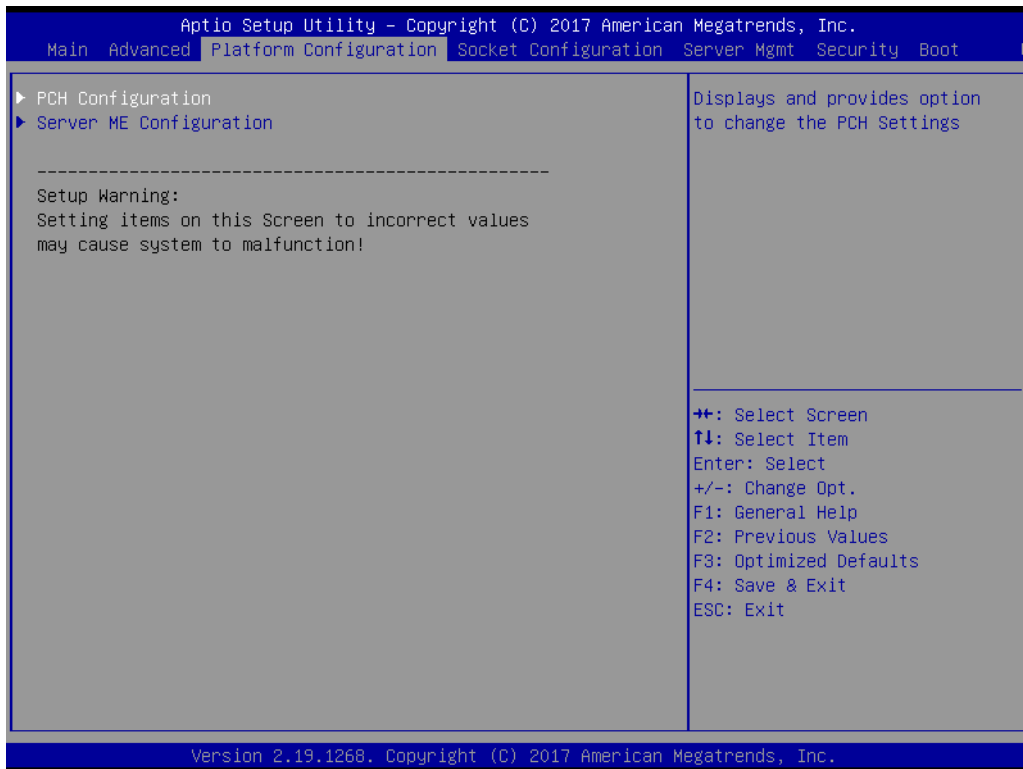 Aptio Setup Utility – Copyright (C) 2017 American Megatrends, Inc.
Main Advanced Platform Configuration Socket Configuration Server Mgmt Security Boot
PCH Configuration
Server ME Configuration
--------------------------------------------------
Setup Warning:
Setting items on this Screen to incorrect values
may cause system to malfunction!
Displays and provides option
to change the PCH Settings
→←: Select Screen
↑↓: Select Item
Enter: Select
+/-: Change Opt.
F1: General Help
F2: Previous Values
F3: Optimized Defaults
F4: Save & Exit
ESC: Exit
Version 2.19.1268. Copyright (C) 2017 American Megatrends, Inc.